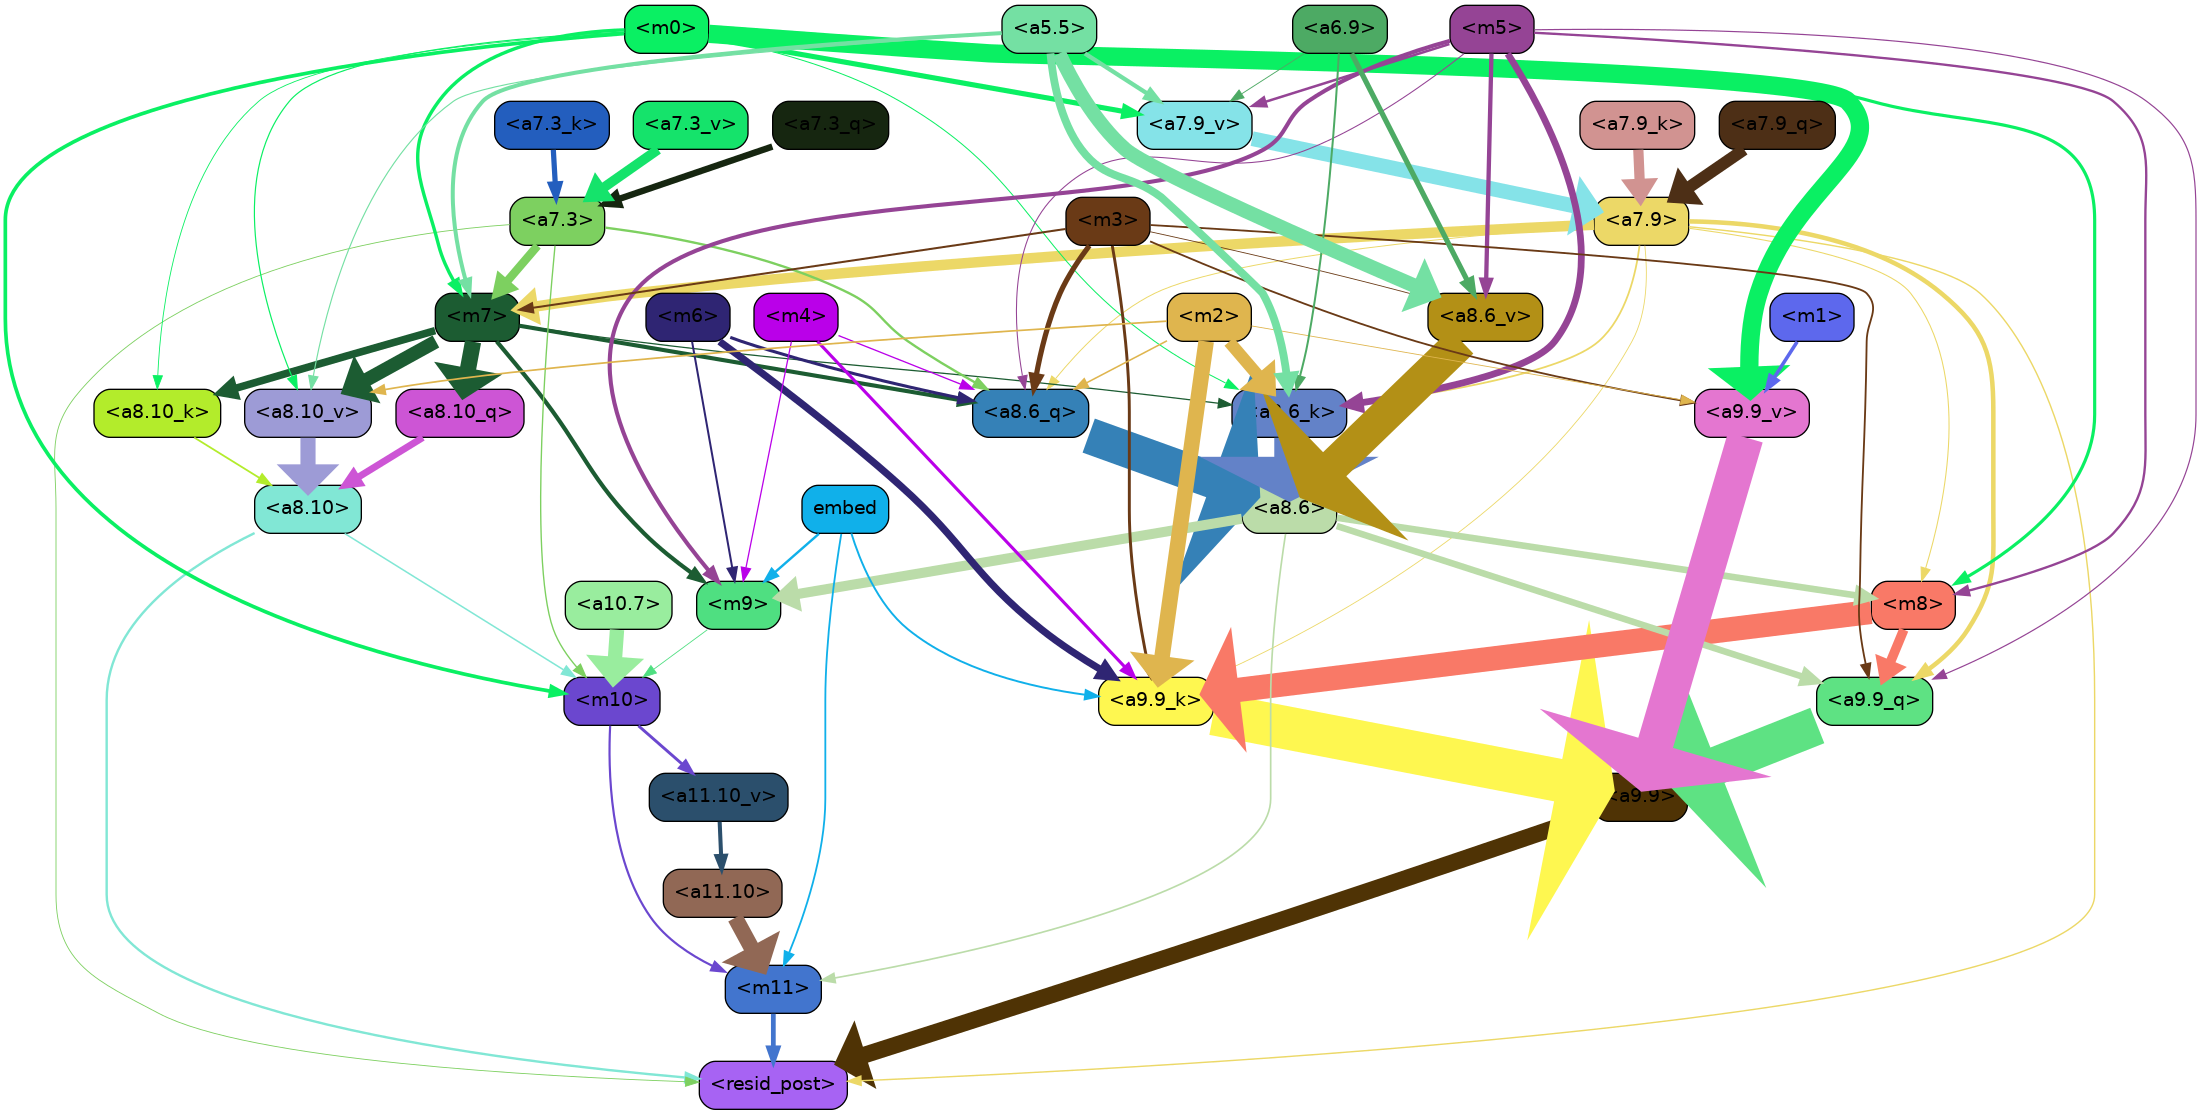 <m0>
<a5.5>
<a6.9>
<m5>
<a7.3_k>
<a7.3_v>
<a7.3_q>
<a7.9_v>
<a7.9_k>
<a7.9_q>
<a7.3>
<m3>
<a7.9>
<m7>
<m6>
<m4>
<m2>
<a8.6_v>
<m1>
<a8.10_k>
<a8.10_v>
<a8.10_q>
<a8.6_q>
<a8.6_k>
<a9.9_v>
<a8.10>
embed
<a8.6>
<a10.7>
<m9>
<m8>
<m10>
<a9.9_k>
<a9.9_q>
<a11.10_v>
<a9.9>
<a11.10>
<m11>
<resid_post>